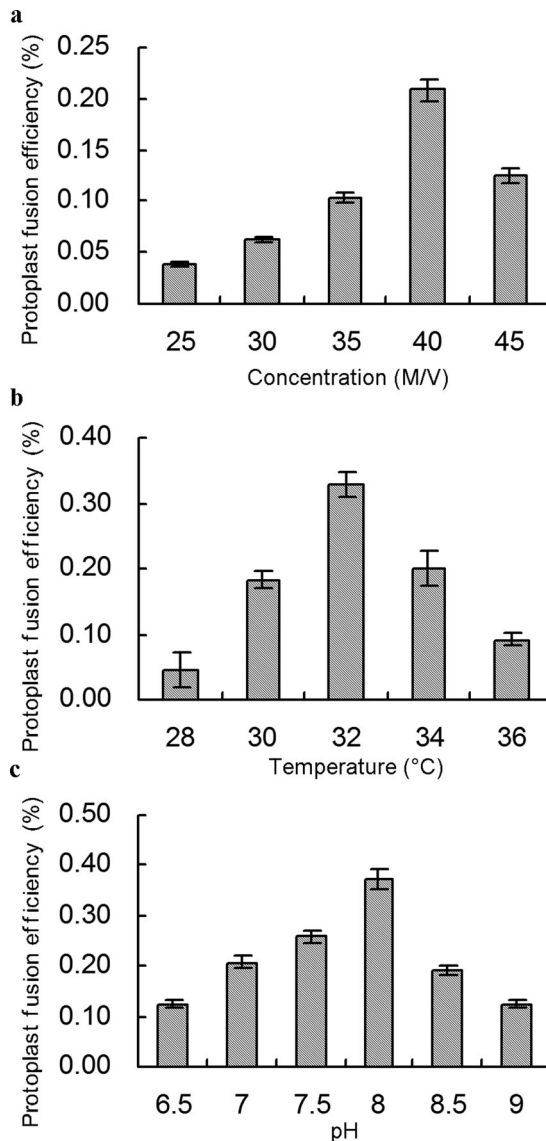 a
Protoplast fusion efficiency (%)
0.25
0.20
0.15
0.10
0.05
0.00
25 30 35 40 45
Concentration (M/V)
b
Protoplast fusion efficiency (%)
0.40
0.30
0.20
0.10
0.00
28 30 32 34 36
Temperature (°C)
c
Protoplast fusion efficiency (%)
0.50
0.40
0.30
0.20
0.10
0.00
6.5 7 7.5 8 8.5 9
pH